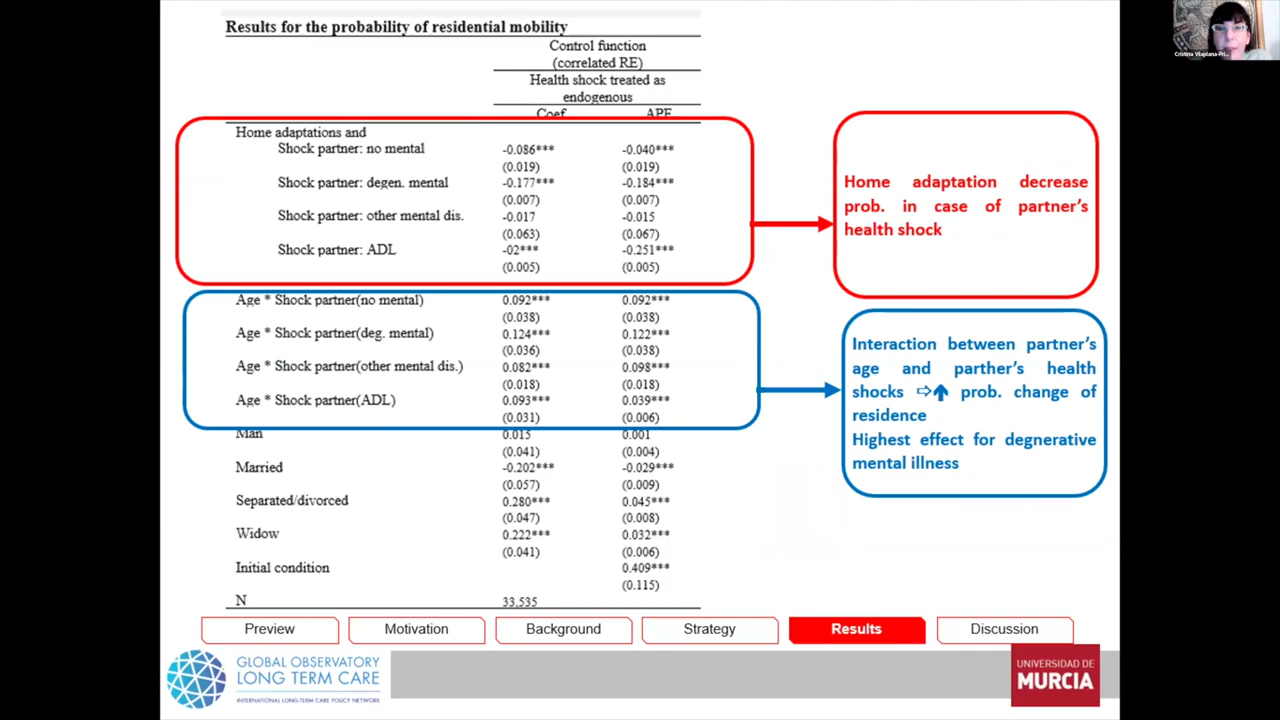 Results for the probability of residential mobility
Control function
(correlated RE)
Health shock treated as
endogenous
Coef APE
Home adaptations and
Shock partner: no mental -0.086*** -0.040***
(0.019) (0.019)
Shock partner: degen. mental -0.177*** -0.184***
(0.007) (0.007)
Shock partner: other mental dis. -0.017 -0.015
(0.063) (0.067)
Shock partner: ADL -02*** -0.251***
(0.005) (0.005)
Age * Shock partner(no mental) 0.092*** 0.092***
(0.038) (0.038)
Age * Shock partner(deg. mental) 0.124*** 0.122***
(0.036) (0.038)
Age * Shock partner(other mental dis.) 0.082*** 0.098***
(0.018) (0.018)
Age * Shock partner(ADL) 0.093*** 0.039***
(0.031) (0.006)
Man 0.015 0.001
(0.041) (0.004)
Married -0.202*** -0.029***
(0.057) (0.009)
Separated/divorced 0.280*** 0.045***
(0.047) (0.008)
Widow 0.222*** 0.032***
(0.041) (0.006)
Initial condition 0.409***
(0.115)
N 33,535
Home adaptation decrease
prob. in case of partner's
health shock
Interaction between partner's
age and parther's health
shocks ⇨⬆ prob. change of
residence
Highest effect for degnerative
mental illness
Preview Motivation Background Strategy Results Discussion
GLOBAL OBSERVATORY
LONG TERM CARE
INTERNATIONAL LONG-TERM CARE POLICY NETWORK
UNIVERSIDAD DE
MURCIA
Cristina Vilaplana-Pri...